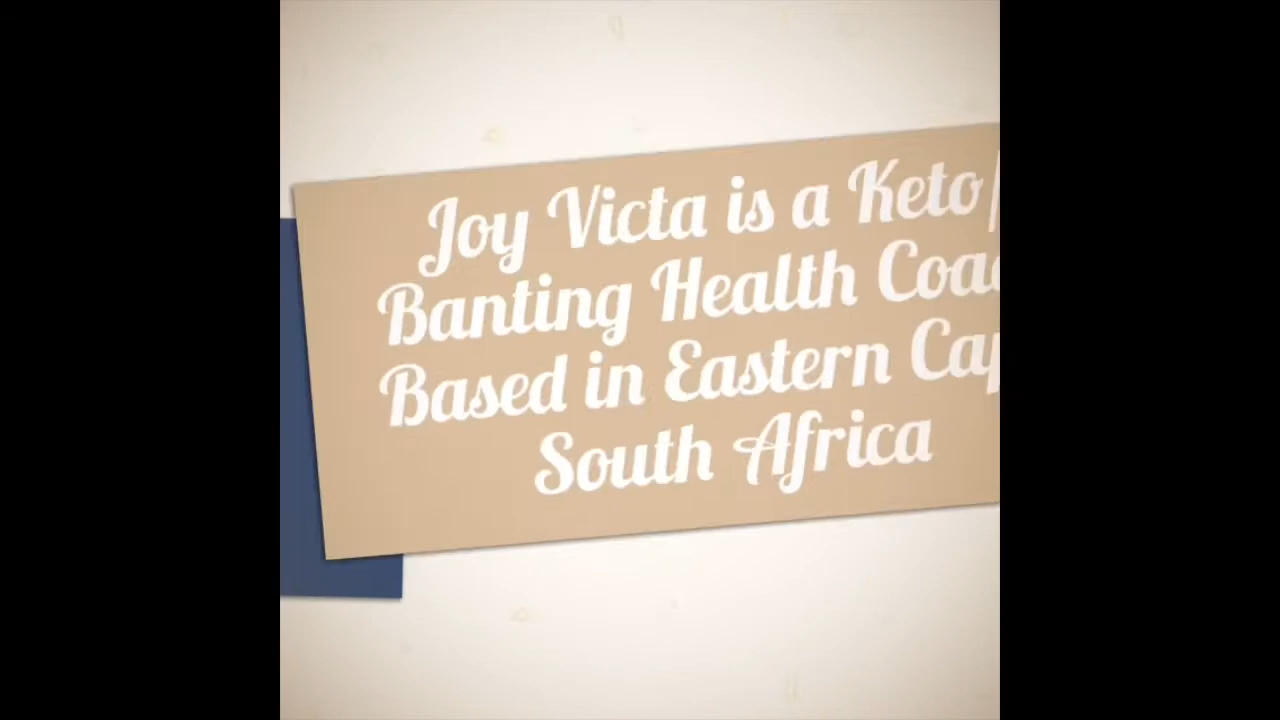 Joy Victa is a Keto/
Banting Health Coac
Based in Eastern Cap
South Africa